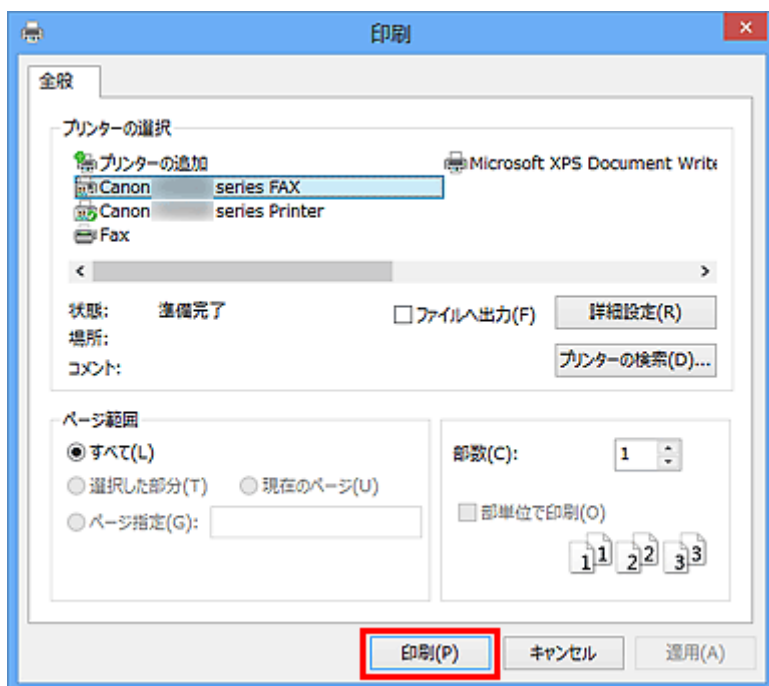 印刷
全般
プリンターの選択
プリンターの追加 Microsoft XPS Document Write
Canon series FAX
Canon series Printer
Fax
状態: 準備完了 ファイルへ出力(F) 詳細設定(R)
場所:
コメント: プリンターの検索(D)...
ページ範囲
すべて(L) 部数(C): 1
選択した部分(T) 現在のページ(U)
ページ指定(G): 部単位で印刷(O)
1 1 2 2 3 3
印刷(P) キャンセル 適用(A)